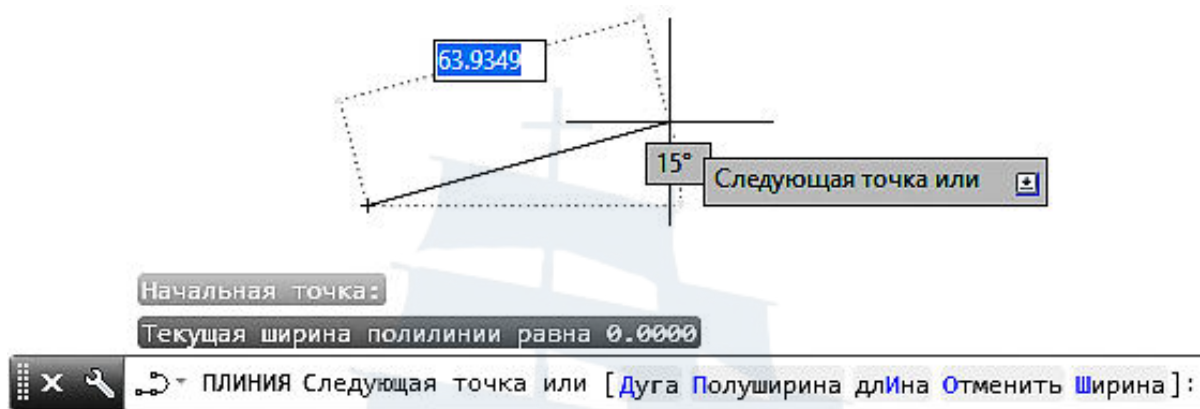 63.9349
15°
Следующая точка или
Начальная точка:
Текущая ширина полилинии равна 0.0000
ПЛИНИЯ Следующая точка или [Дуга Полуширина длИна Отменить Ширина]: